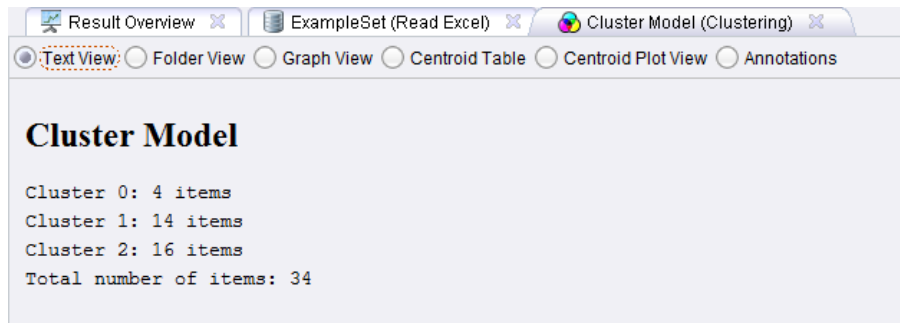 Result Overview ExampleSet (Read Excel) Cluster Model (Clustering)
Text View Folder View Graph View Centroid Table Centroid Plot View Annotations
Cluster Model
Cluster 0: 4 items
Cluster 1: 14 items
Cluster 2: 16 items
Total number of items: 34